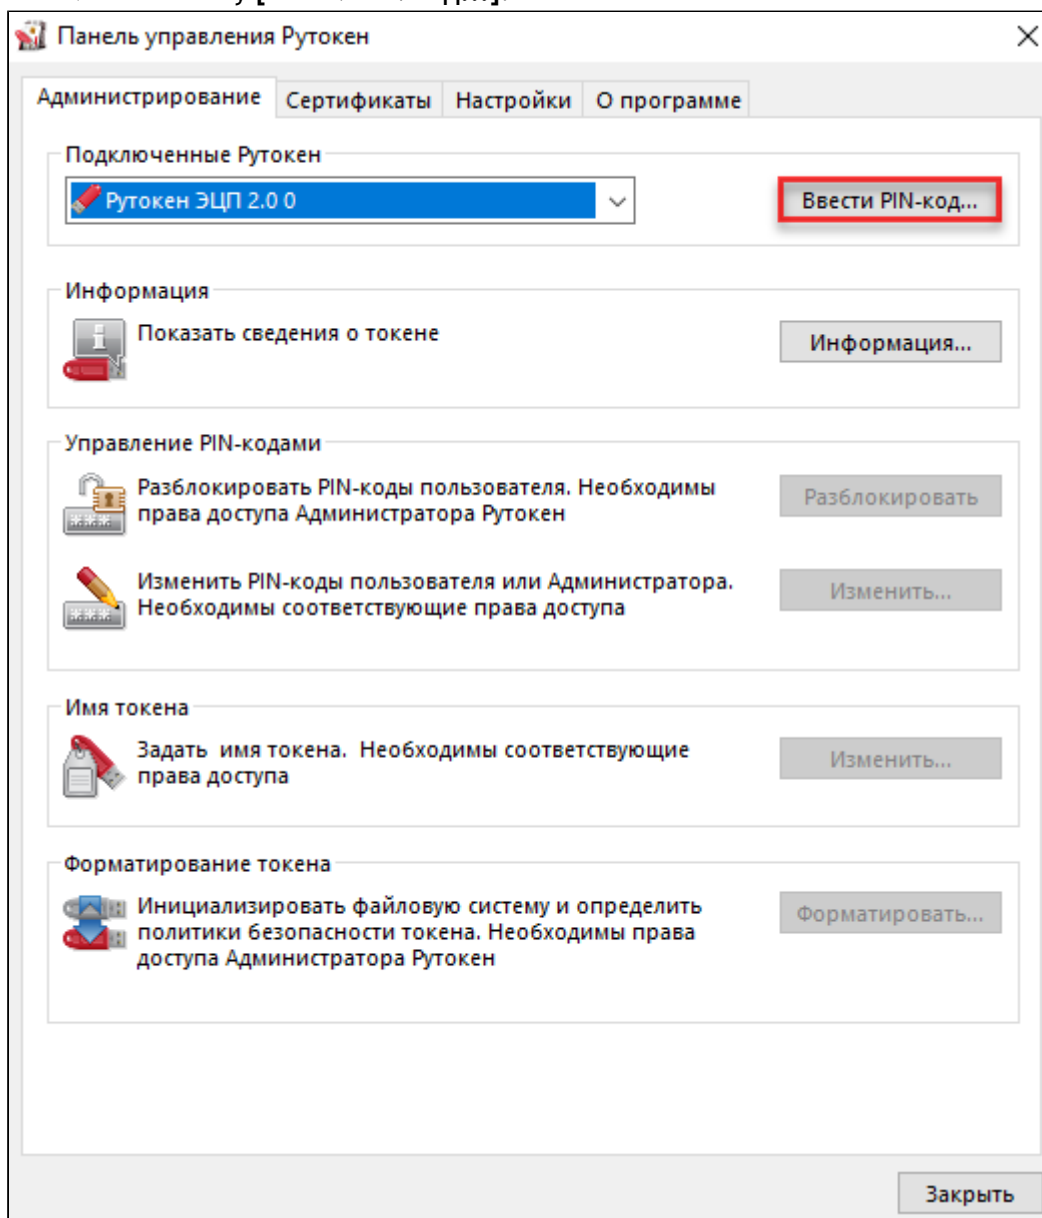 Панель управления Рутокен
Администрирование Сертификаты Настройки О программе
Подключенные Рутокен
Рутокен ЭЦП 2.0 0
Ввести PIN-код...
Информация
Показать сведения о токене
Информация...
Управление PIN-кодами
Разблокировать PIN-коды пользователя. Необходимы
права доступа Администратора Рутокен
Разблокировать
Изменить PIN-коды пользователя или Администратора.
Необходимы соответствующие права доступа
Изменить...
Имя токена
Задать имя токена. Необходимы соответствующие
права доступа
Изменить...
Форматирование токена
Инициализировать файловую систему и определить
политики безопасности токена. Необходимы права
доступа Администратора Рутокен
Форматировать...
Закрыть